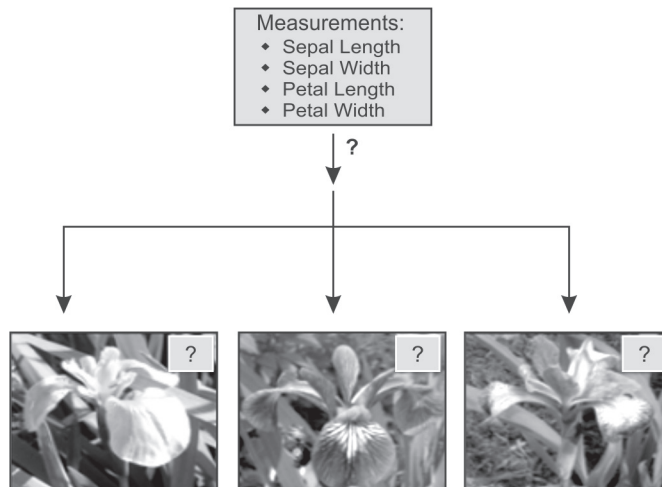 Measurements:
◆ Sepal Length
◆ Sepal Width
◆ Petal Length
◆ Petal Width
?
?
?
?